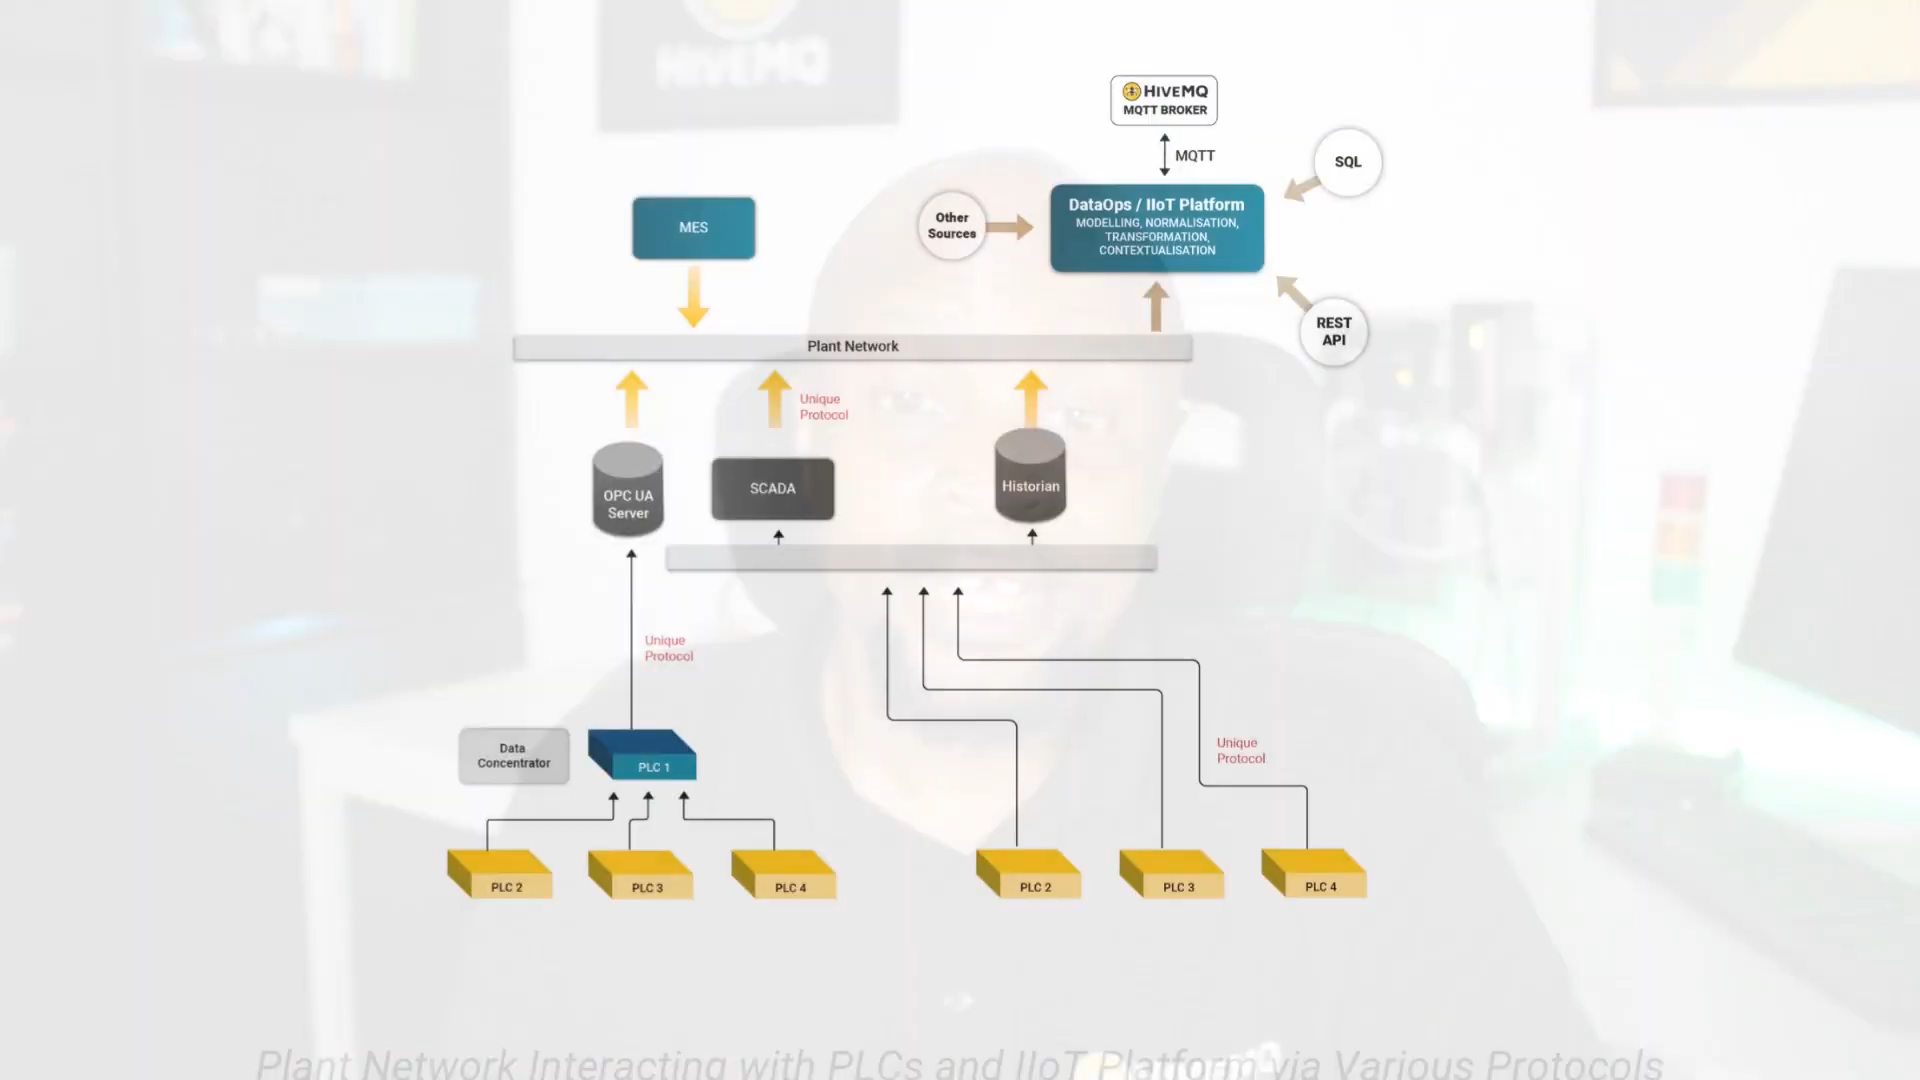 HIVEMQ
HIVEMQ
MQTT BROKER
MQTT
SQL
DataOps / IIoT Platform
MODELLING, NORMALISATION,
TRANSFORMATION,
CONTEXTUALISATION
Other
Sources
MES
REST
API
Plant Network
Unique
Protocol
OPC UA
Server
SCADA
Historian
Unique
Protocol
Unique
Protocol
Data
Concentrator
PLC 1
PLC 2
PLC 3
PLC 4
PLC 2
PLC 3
PLC 4
Plant Network Interacting with PLCs and IIoT Platform via Various Protocols